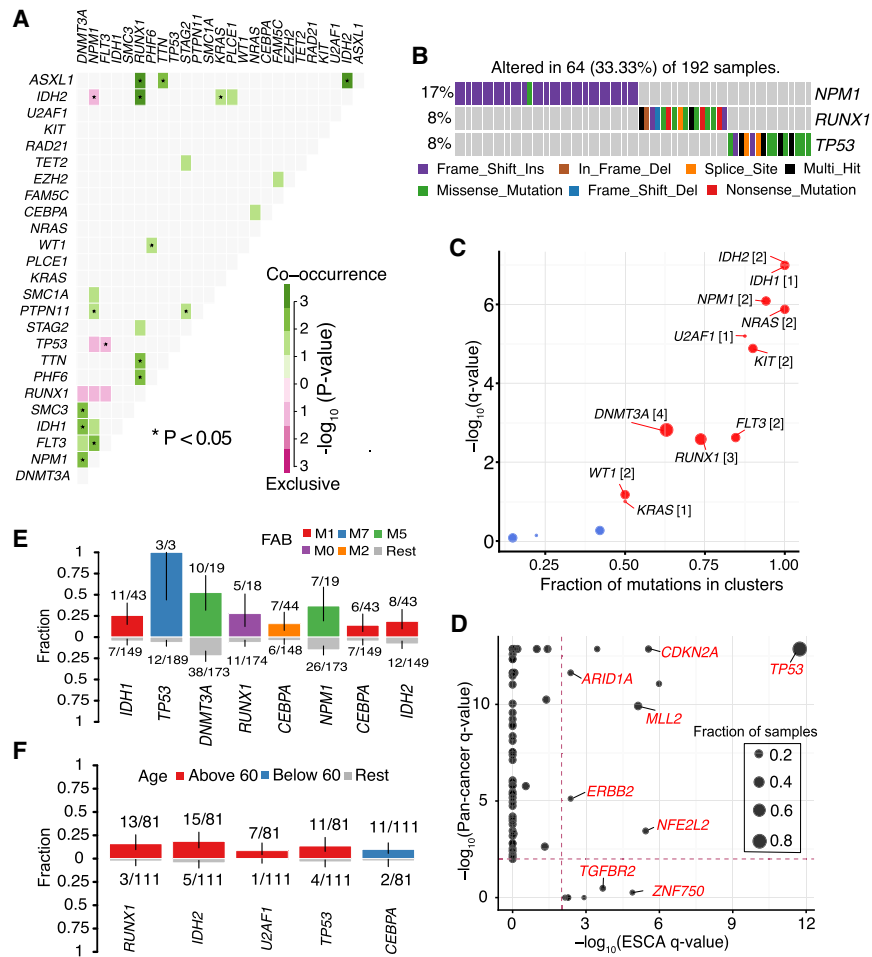 A
DNMT3A
NPM1
FLT3
IDH1
SMC3
RUNX1
PHF6
TTN
TP53
STAG2
PTPN11
SMC1A
KRAS
PLCE1
WT1
NRAS
CEBPA
FAM5C
EZH2
TET2
RAD21
KIT
U2AF1
IDH2
ASXL1
ASXL1
IDH2
U2AF1
KIT
RAD21
TET2
EZH2
FAM5C
CEBPA
NRAS
WT1
PLCE1
KRAS
SMC1A
PTPN11
STAG2
TP53
TTN
PHF6
RUNX1
SMC3
IDH1
FLT3
NPM1
DNMT3A
Co-occurrence
3
2
1
0
1
2
3
-log10 (P-value)
Exclusive
* P < 0.05
B
Altered in 64 (33.33%) of 192 samples.
17% NPM1
8% RUNX1
8% TP53
Frame_Shift_Ins In_Frame_Del Splice_Site Multi_Hit
Missense_Mutation Frame_Shift_Del Nonsense_Mutation
C
IDH2 [2]
IDH1 [1]
NPM1 [2]
NRAS [2]
U2AF1 [1]
KIT [2]
DNMT3A [4]
FLT3 [2]
RUNX1 [3]
WT1 [2]
KRAS [1]
6
4
2
0
−log10(q-value)
0.25 0.50 0.75 1.00
Fraction of mutations in clusters
D
CDKN2A
TP53
ARID1A
MLL2
ERBB2
NFE2L2
TGFBR2
ZNF750
Fraction of samples
0.2
0.4
0.6
0.8
10
5
0
−log10(Pan-cancer q-value)
0 3 6 9 12
−log10(ESCA q-value)
E
FAB M1 M7 M5
M0 M2 Rest
1
0.75
0.5
0.25
0
0.25
0.5
0.75
1
Fraction
11/43 3/3 10/19 5/18 7/44 7/19 6/43 8/43
7/149 12/189 38/173 11/174 6/148 26/173 7/149 12/149
IDH1 TP53 DNMT3A RUNX1 CEBPA NPM1 CEBPA IDH2
F
Age Above 60 Below 60 Rest
1
0.75
0.5
0.25
0
0.25
0.5
0.75
1
Fraction
13/81 15/81 7/81 11/81 11/111
3/111 5/111 1/111 4/111 2/81
RUNX1 IDH2 U2AF1 TP53 CEBPA